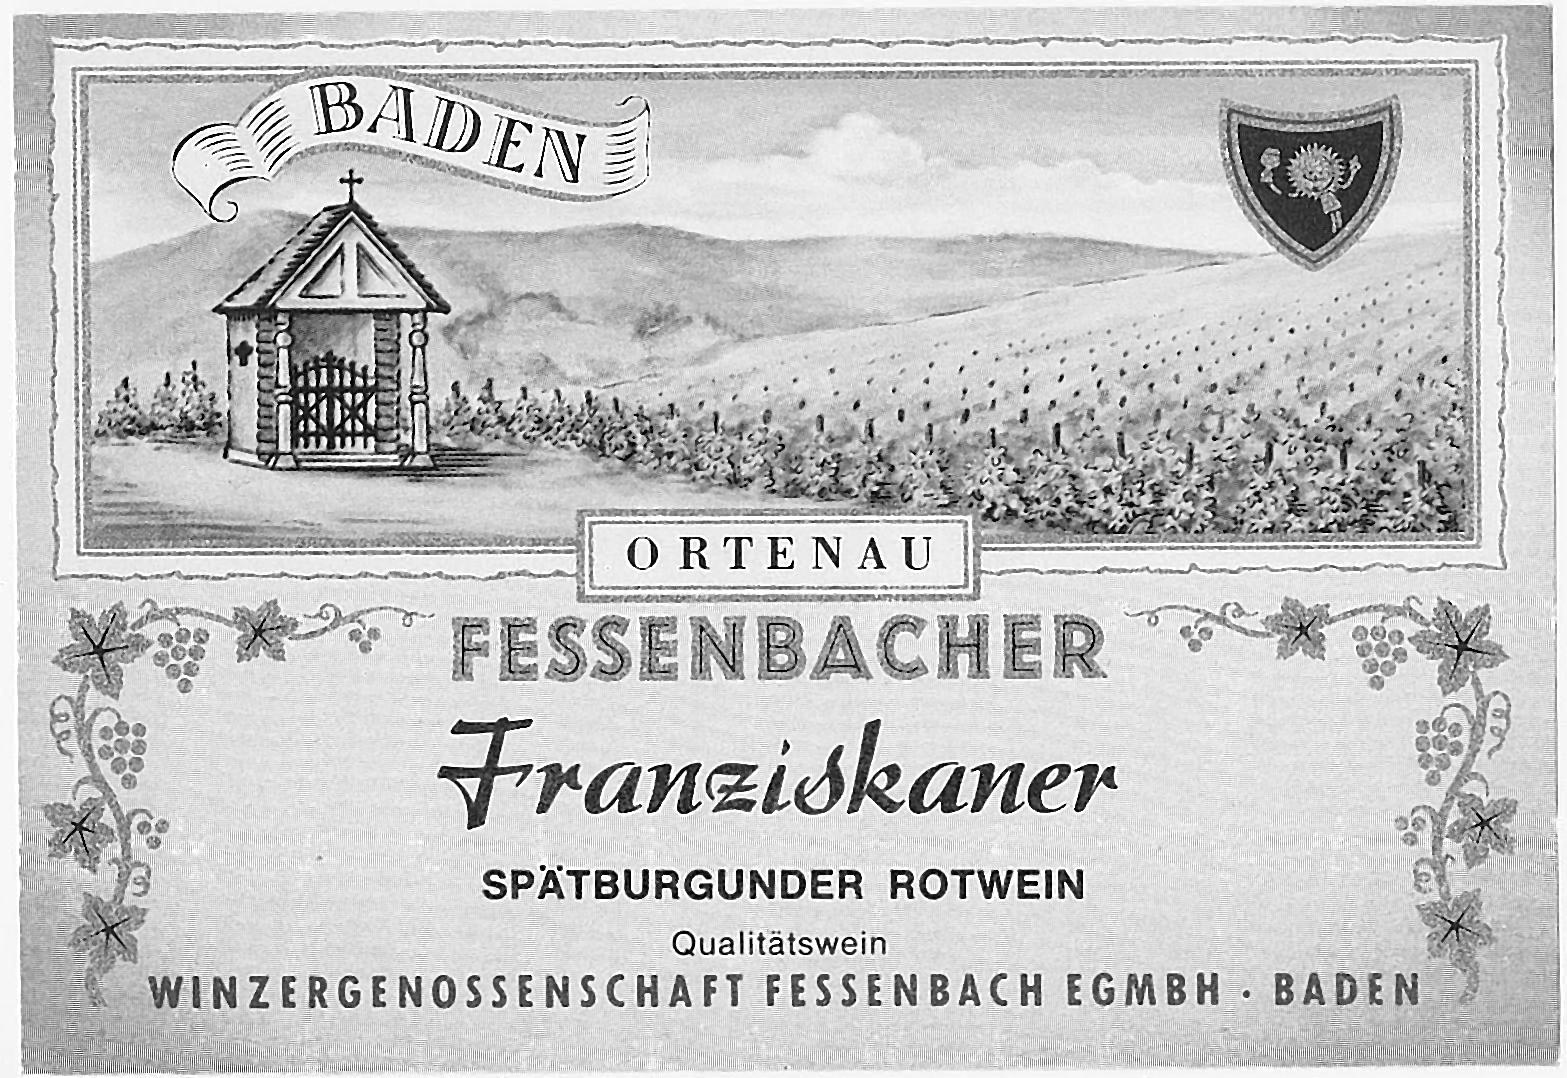 BADEN
ORTENAU
FESSENBACHER
Franziskaner
SPÄTBURGUNDER ROTWEIN
Qualitätswein
WINZERGENOSSENSCHAFT FESSENBACH EGMBH · BADEN